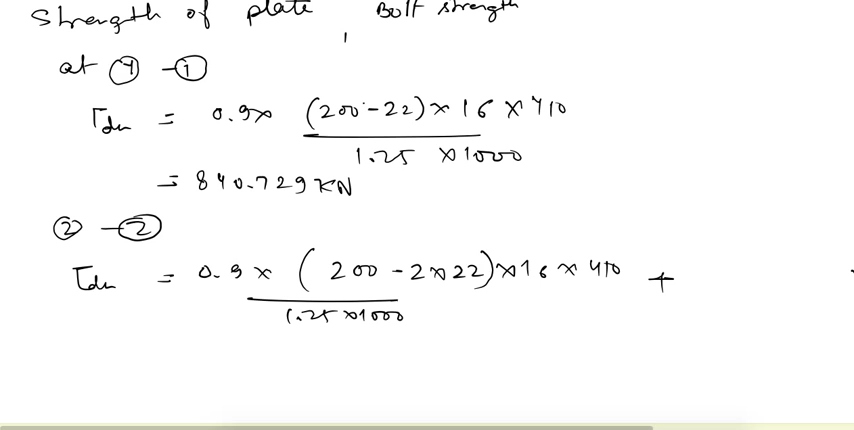 Strength of plate, Bolt strength
at ④ - ①
Tdn = 0.9x (200-22) x 16 x 410
1.25 x 1000
= 840.729 KN
② - ②
Tdn = 0.9 x (200 - 2x22) x 16 x 410 +
1.25 x 1000